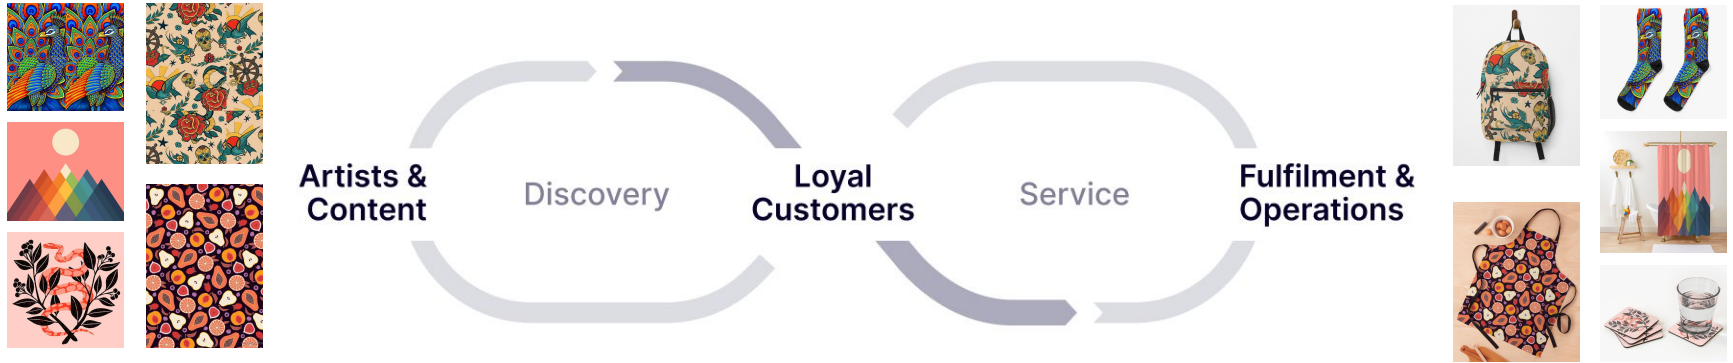 Artists &
Content
Discovery
Loyal
Customers
Service
Fulfilment &
Operations